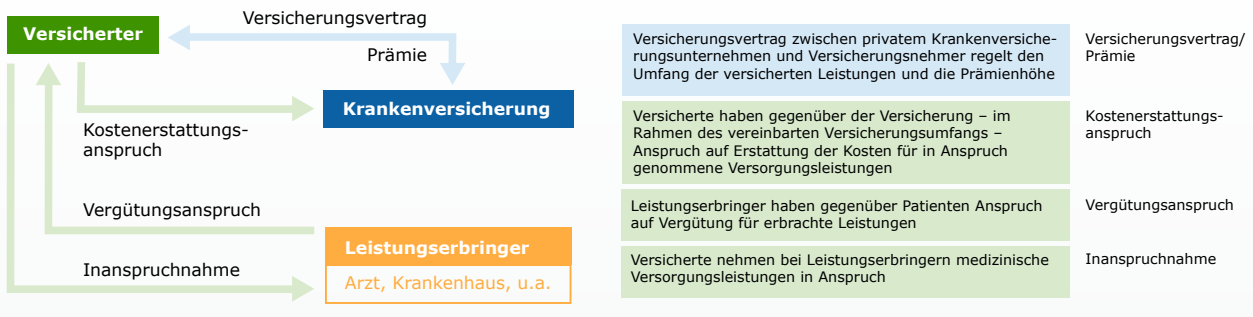 Versicherter
Versicherungsvertrag
Prämie
Krankenversicherung
Kostenerstattungs-
anspruch
Vergütungsanspruch
Leistungserbringer
Arzt, Krankenhaus, u.a.
Inanspruchnahme
Versicherungsvertrag zwischen privatem Krankenversiche-
rungsunternehmen und Versicherungsnehmer regelt den
Umfang der versicherten Leistungen und die Prämienhöhe
Versicherungsvertrag/
Prämie
Versicherte haben gegenüber der Versicherung – im
Rahmen des vereinbarten Versicherungsumfangs –
Anspruch auf Erstattung der Kosten für in Anspruch
genommene Versorgungsleistungen
Kostenerstattungs-
anspruch
Leistungserbringer haben gegenüber Patienten Anspruch
auf Vergütung für erbrachte Leistungen
Vergütungsanspruch
Versicherte nehmen bei Leistungserbringern medizinische
Versorgungsleistungen in Anspruch
Inanspruchnahme